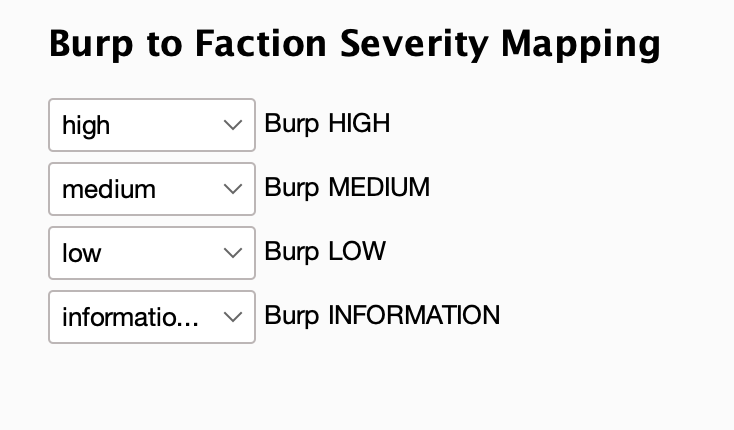 Burp to Faction Severity Mapping
high Burp HIGH
medium Burp MEDIUM
low Burp LOW
informatio... Burp INFORMATION